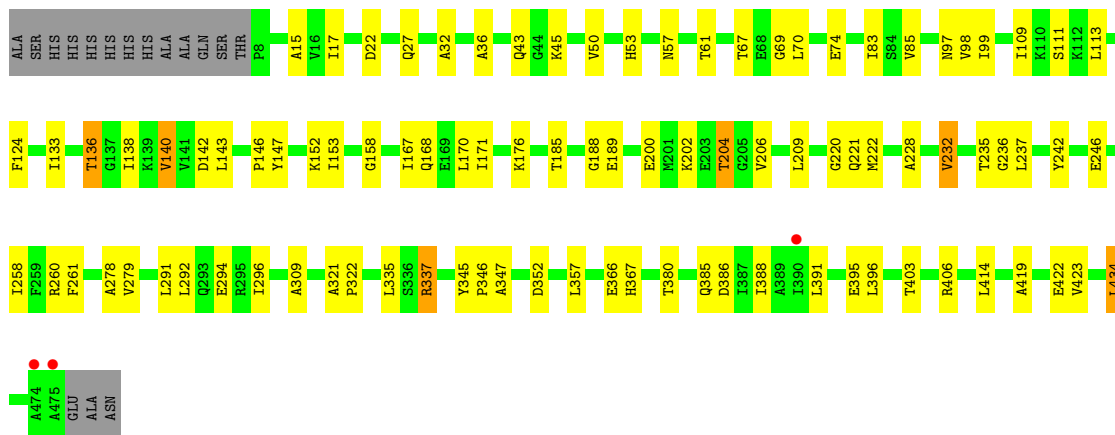 ALA SER HIS HIS HIS HIS HIS HIS ALA ALA GLN SER THR P8 A15 V16 I17 D22 Q27 A32 A36 Q43 G44 K45 V50 H53 N57 T61 T67 E68 G69 L70 E74 I83 S84 V85 N97 V98 I99 I109 K110 S111 K112 L113
F124 I133 T136 G137 I138 K139 V140 V141 D142 L143 P146 Y147 K152 I153 G158 I167 Q168 E169 L170 I171 K176 T185 G188 E189 E200 M201 K202 E203 T204 G205 V206 L209 G220 Q221 M222 A228 V232 T235 G236 L237 Y242 E246
I258 F259 R260 F261 A278 V279 L291 L292 Q293 E294 R295 I296 A309 A321 P322 L335 S336 R337 Y345 P346 A347 D352 L357 E366 H367 T380 Q385 D386 I387 I388 A389 I390 L391 E395 L396 T403 R406 L414 A419 E422 V423 L434
A474 A475 GLU ALA ASN